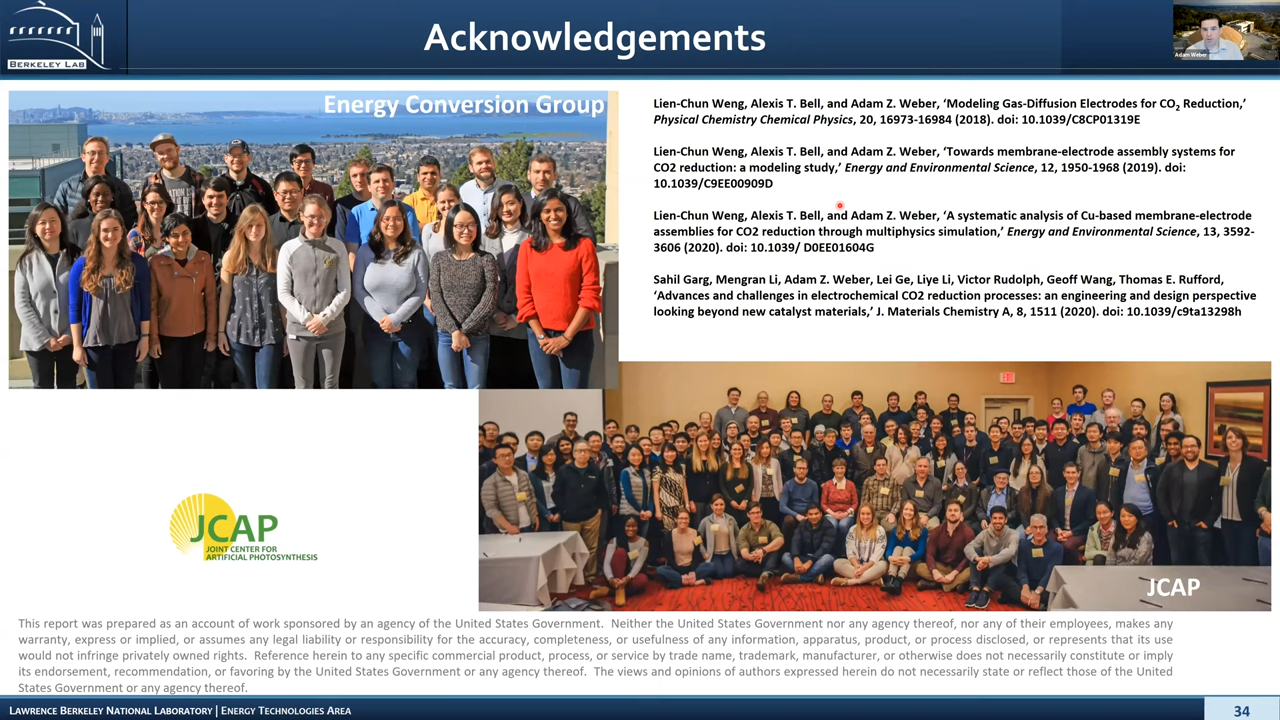 Acknowledgements
BERKELEY LAB
Adam Weber
Energy Conversion Group
Lien-Chun Weng, Alexis T. Bell, and Adam Z. Weber, ‘Modeling Gas-Diffusion Electrodes for CO2 Reduction,’
Physical Chemistry Chemical Physics, 20, 16973-16984 (2018). doi: 10.1039/C8CP01319E
Lien-Chun Weng, Alexis T. Bell, and Adam Z. Weber, ‘Towards membrane-electrode assembly systems for
CO2 reduction: a modeling study,’ Energy and Environmental Science, 12, 1950-1968 (2019). doi:
10.1039/C9EE00909D
Lien-Chun Weng, Alexis T. Bell, and Adam Z. Weber, ‘A systematic analysis of Cu-based membrane-electrode
assemblies for CO2 reduction through multiphysics simulation,’ Energy and Environmental Science, 13, 3592-
3606 (2020). doi: 10.1039/ D0EE01604G
Sahil Garg, Mengran Li, Adam Z. Weber, Lei Ge, Liye Li, Victor Rudolph, Geoff Wang, Thomas E. Rufford,
‘Advances and challenges in electrochemical CO2 reduction processes: an engineering and design perspective
looking beyond new catalyst materials,’ J. Materials Chemistry A, 8, 1511 (2020). doi: 10.1039/c9ta13298h
JCAP
JOINT CENTER FOR
ARTIFICIAL PHOTOSYNTHESIS
JCAP
This report was prepared as an account of work sponsored by an agency of the United States Government. Neither the United States Government nor any agency thereof, nor any of their employees, makes any
warranty, express or implied, or assumes any legal liability or responsibility for the accuracy, completeness, or usefulness of any information, apparatus, product, or process disclosed, or represents that its use
would not infringe privately owned rights. Reference herein to any specific commercial product, process, or service by trade name, trademark, manufacturer, or otherwise does not necessarily constitute or imply
its endorsement, recommendation, or favoring by the United States Government or any agency thereof. The views and opinions of authors expressed herein do not necessarily state or reflect those of the United
States Government or any agency thereof.
LAWRENCE BERKELEY NATIONAL LABORATORY | ENERGY TECHNOLOGIES AREA
34